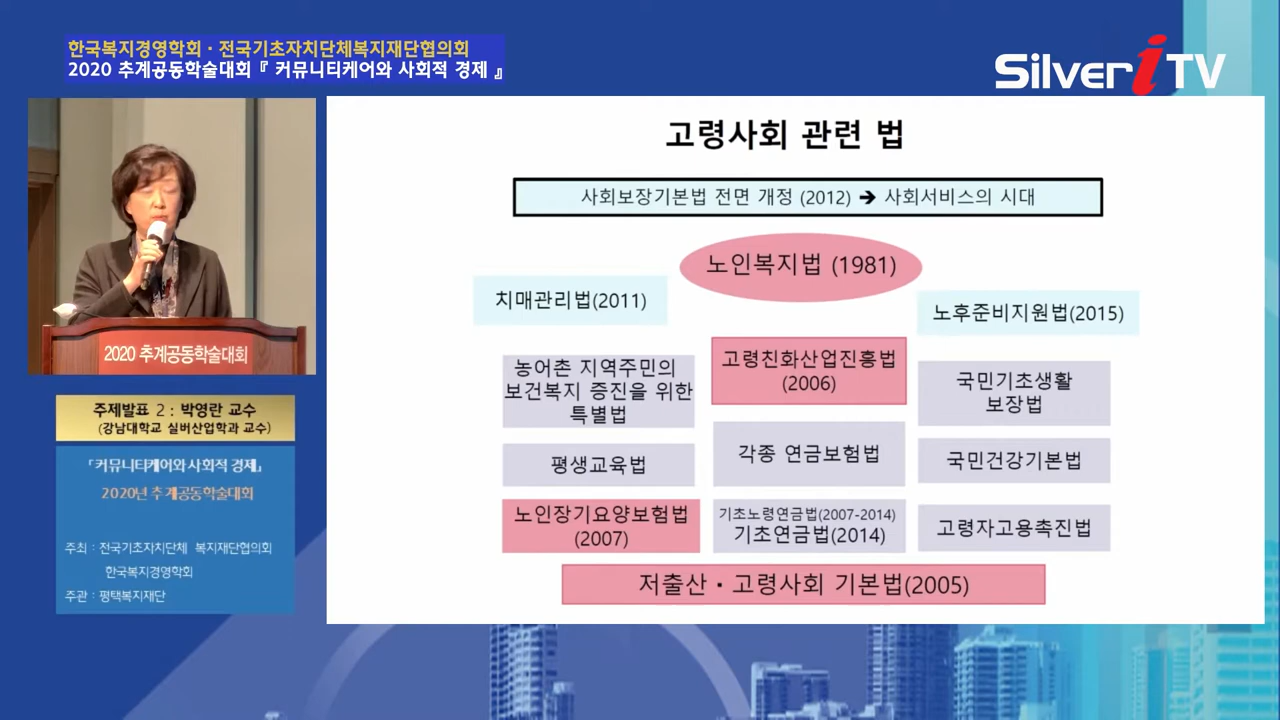 한국복지경영학회 · 전국기초자치단체복지재단협의회
2020 추계공동학술대회 『 커뮤니티케어와 사회적 경제 』
Silver i TV
2020 추계공동학술대회
주제발표 2 : 박영란 교수
(강남대학교 실버산업학과 교수)
「커뮤니티케어와 사회적 경제」
2020년 추계공동학술대회
주최 : 전국기초자치단체 복지재단협의회
한국복지경영학회
주관 : 평택복지재단
고령사회 관련 법
사회보장기본법 전면 개정 (2012) ➔ 사회서비스의 시대
노인복지법 (1981)
치매관리법(2011)
노후준비지원법(2015)
농어촌 지역주민의
보건복지 증진을 위한
특별법
고령친화산업진흥법
(2006)
국민기초생활
보장법
평생교육법
각종 연금보험법
국민건강기본법
노인장기요양보험법
(2007)
기초노령연금법(2007-2014)
기초연금법(2014)
고령자고용촉진법
저출산 · 고령사회 기본법(2005)